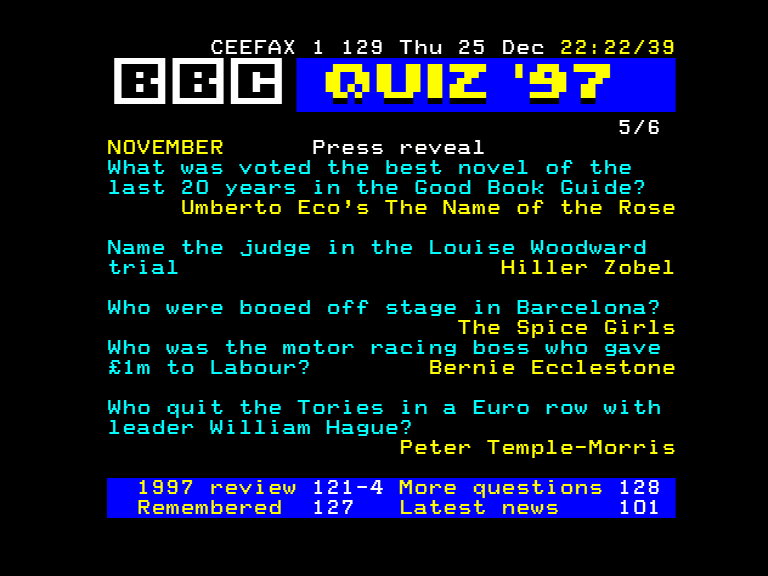 CEEFAX 1 129 Thu 25 Dec 22:22/39
BBC QUIZ '97
5/6
NOVEMBER Press reveal
What was voted the best novel of the
last 20 years in the Good Book Guide?
Umberto Eco's The Name of the Rose
Name the judge in the Louise Woodward
trial Hiller Zobel
Who were booed off stage in Barcelona?
The Spice Girls
Who was the motor racing boss who gave
£1m to Labour? Bernie Ecclestone
Who quit the Tories in a Euro row with
leader William Hague?
Peter Temple-Morris
1997 review 121-4 More questions 128
Remembered 127 Latest news 101